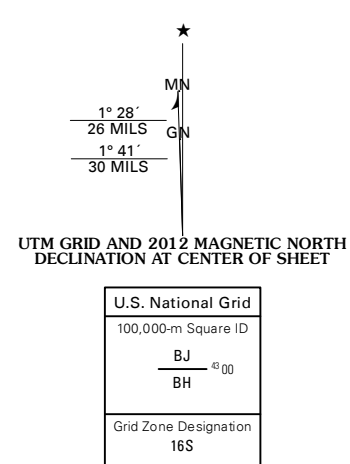 ★
MN
1° 28´
26 MILS
GN
1° 41´
30 MILS
UTM GRID AND 2012 MAGNETIC NORTH
DECLINATION AT CENTER OF SHEET
U.S. National Grid
100,000-m Square ID
BJ
43 00
BH
Grid Zone Designation
16S